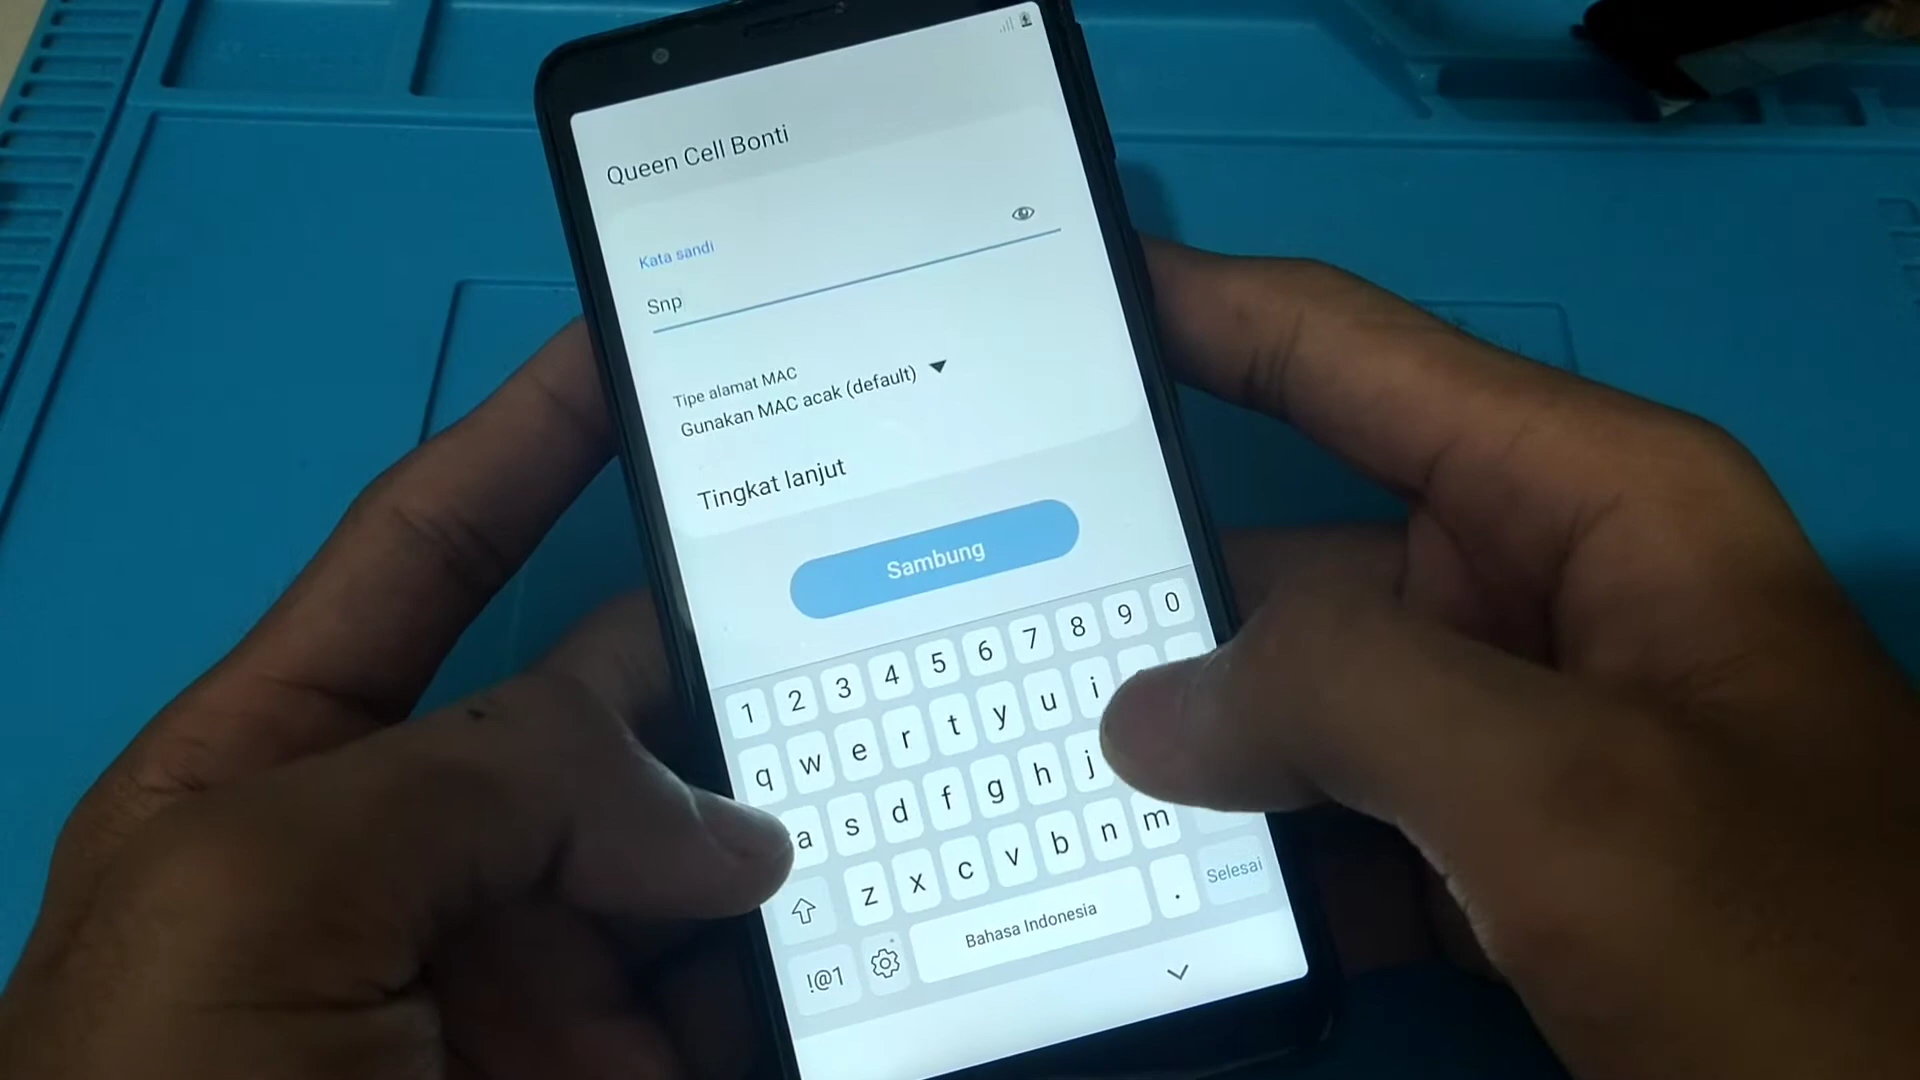 Queen Cell Bonti
Kata sandi
Snp
Tipe alamat MAC
Gunakan MAC acak (default)
Tingkat lanjut
Sambung
1 2 3 4 5 6 7 8 9 0
q w e r t y u i
a s d f g h j
z x c v b n m
!@1 Bahasa Indonesia . Selesai